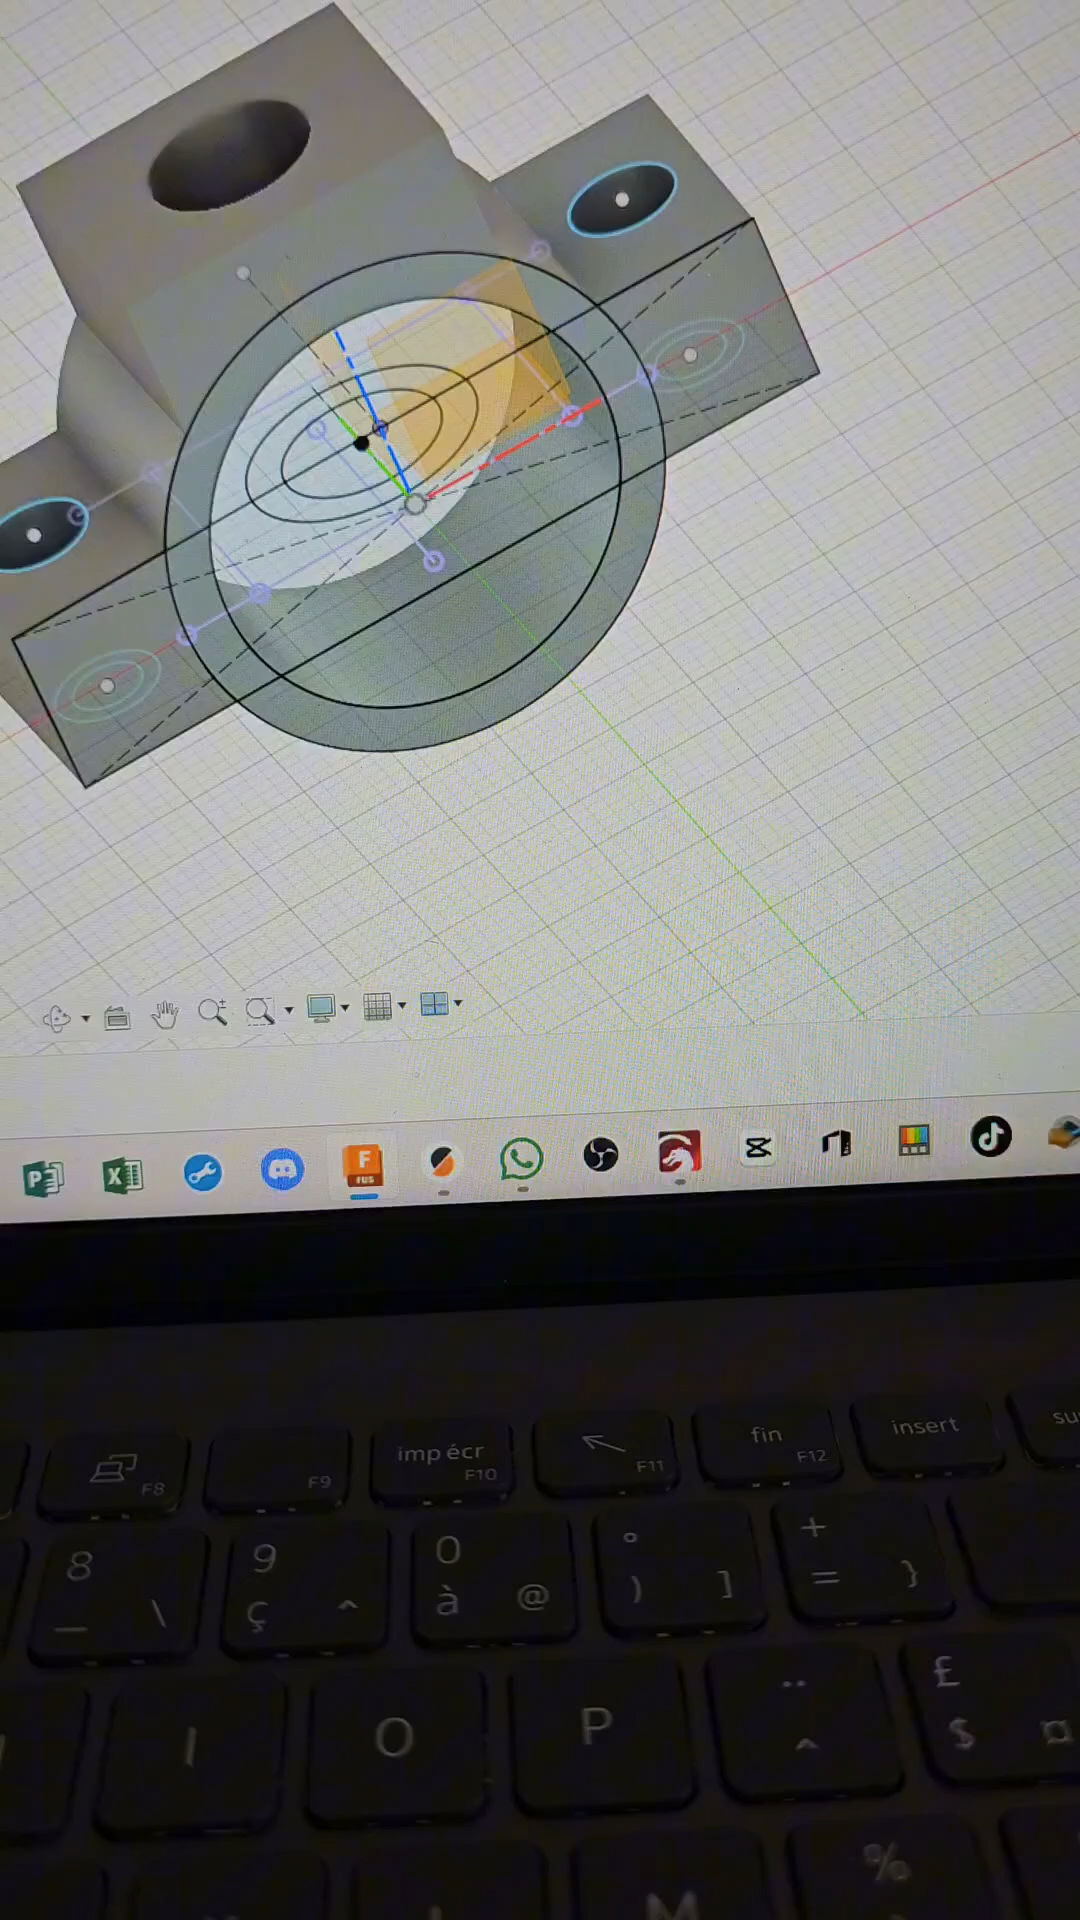 P
X
F
FUS
F8
F9
imp écr
F10
F11
fin
F12
insert
8
_ \
9
ç ^
0
à @
°
) ]
+
= }
I
O
P
¨
^
£
$ ¤
M
%